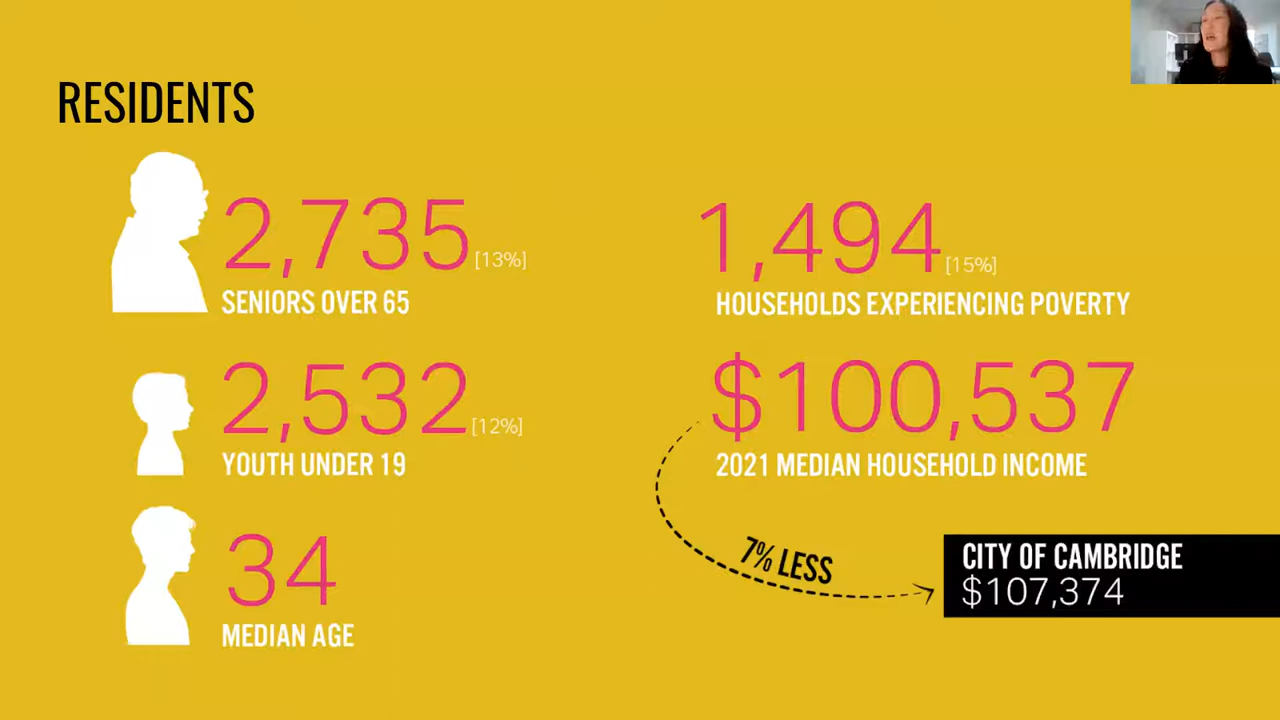 RESIDENTS
2,735 [13%]
SENIORS OVER 65
2,532 [12%]
YOUTH UNDER 19
34
MEDIAN AGE
1,494 [15%]
HOUSEHOLDS EXPERIENCING POVERTY
$100,537
2021 MEDIAN HOUSEHOLD INCOME
7% LESS
CITY OF CAMBRIDGE
$107,374